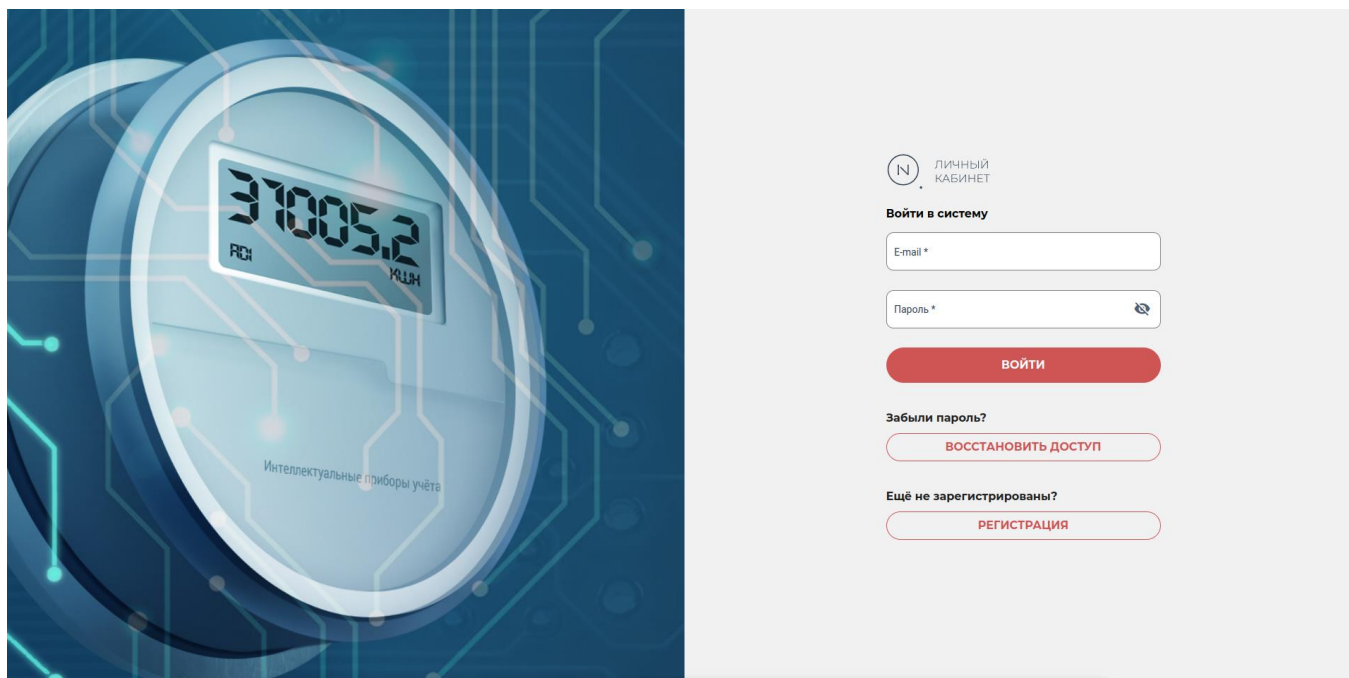 37005.2
ADI
KWH
Интеллектуальные приборы учёта
N
ЛИЧНЫЙ
КАБИНЕТ
Войти в систему
E-mail *
Пароль *
ВОЙТИ
Забыли пароль?
ВОССТАНОВИТЬ ДОСТУП
Ещё не зарегистрированы?
РЕГИСТРАЦИЯ